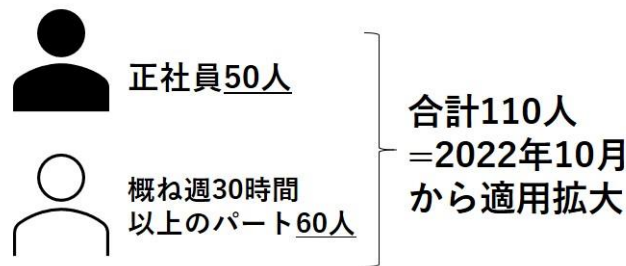 正社員50人
概ね週30時間
以上のパート60人
合計110人
=2022年10月
から適用拡大